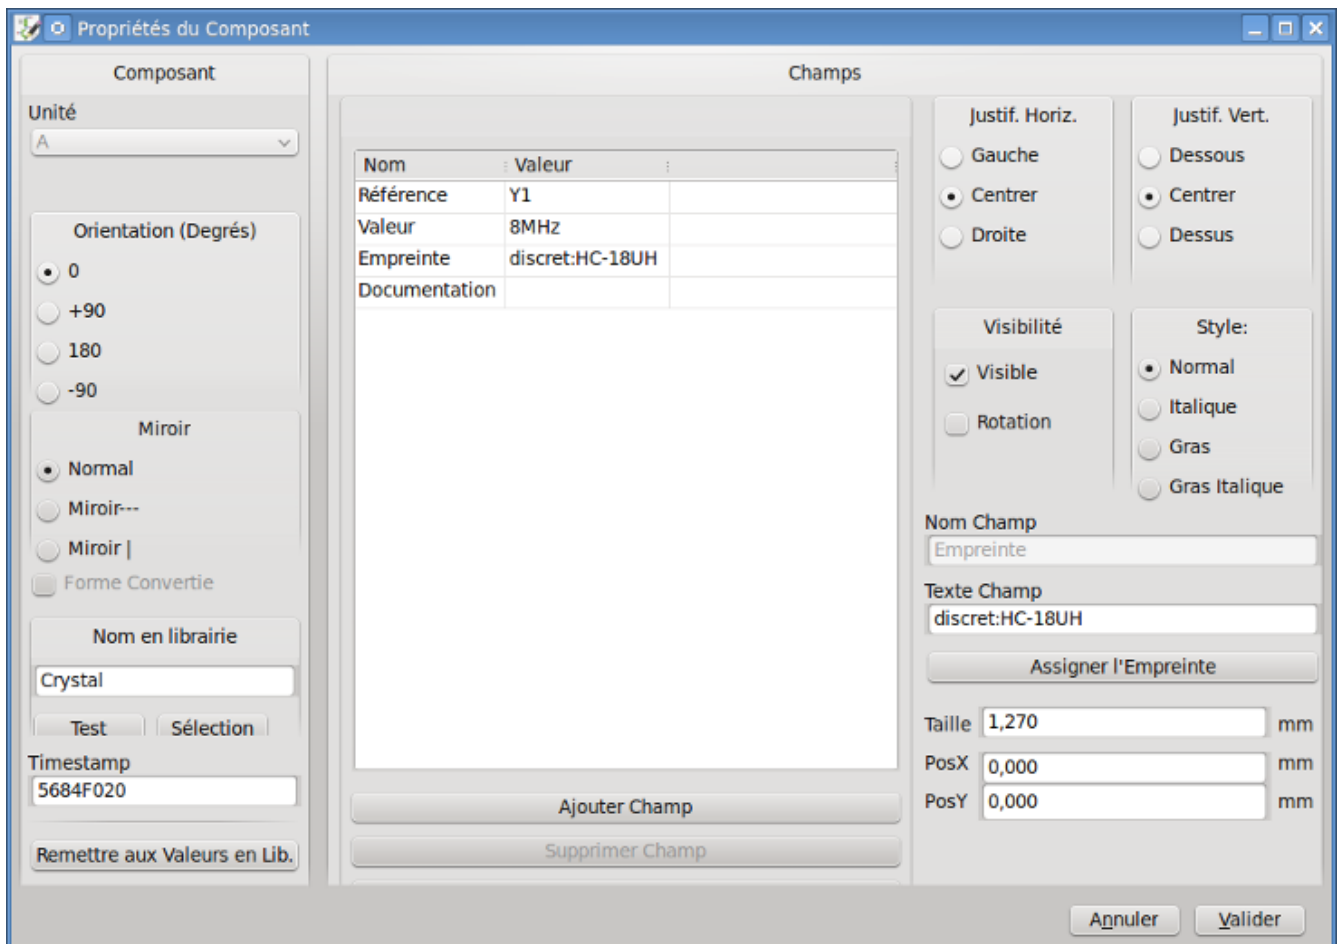 Propriétés du Composant
Composant
Unité
A
Orientation (Degrés)
0
+90
180
-90
Miroir
Normal
Miroir---
Miroir |
Forme Convertie
Nom en librairie
Crystal
Test Sélection
Timestamp
5684F020
Remettre aux Valeurs en Lib.
Champs
Nom Valeur
Référence Y1
Valeur 8MHz
Empreinte discret:HC-18UH
Documentation
Ajouter Champ
Supprimer Champ
Justif. Horiz.
Gauche
Centrer
Droite
Justif. Vert.
Dessous
Centrer
Dessus
Visibilité
Visible
Rotation
Style:
Normal
Italique
Gras
Gras Italique
Nom Champ
Empreinte
Texte Champ
discret:HC-18UH
Assigner l'Empreinte
Taille 1,270 mm
PosX 0,000 mm
PosY 0,000 mm
Annuler Valider